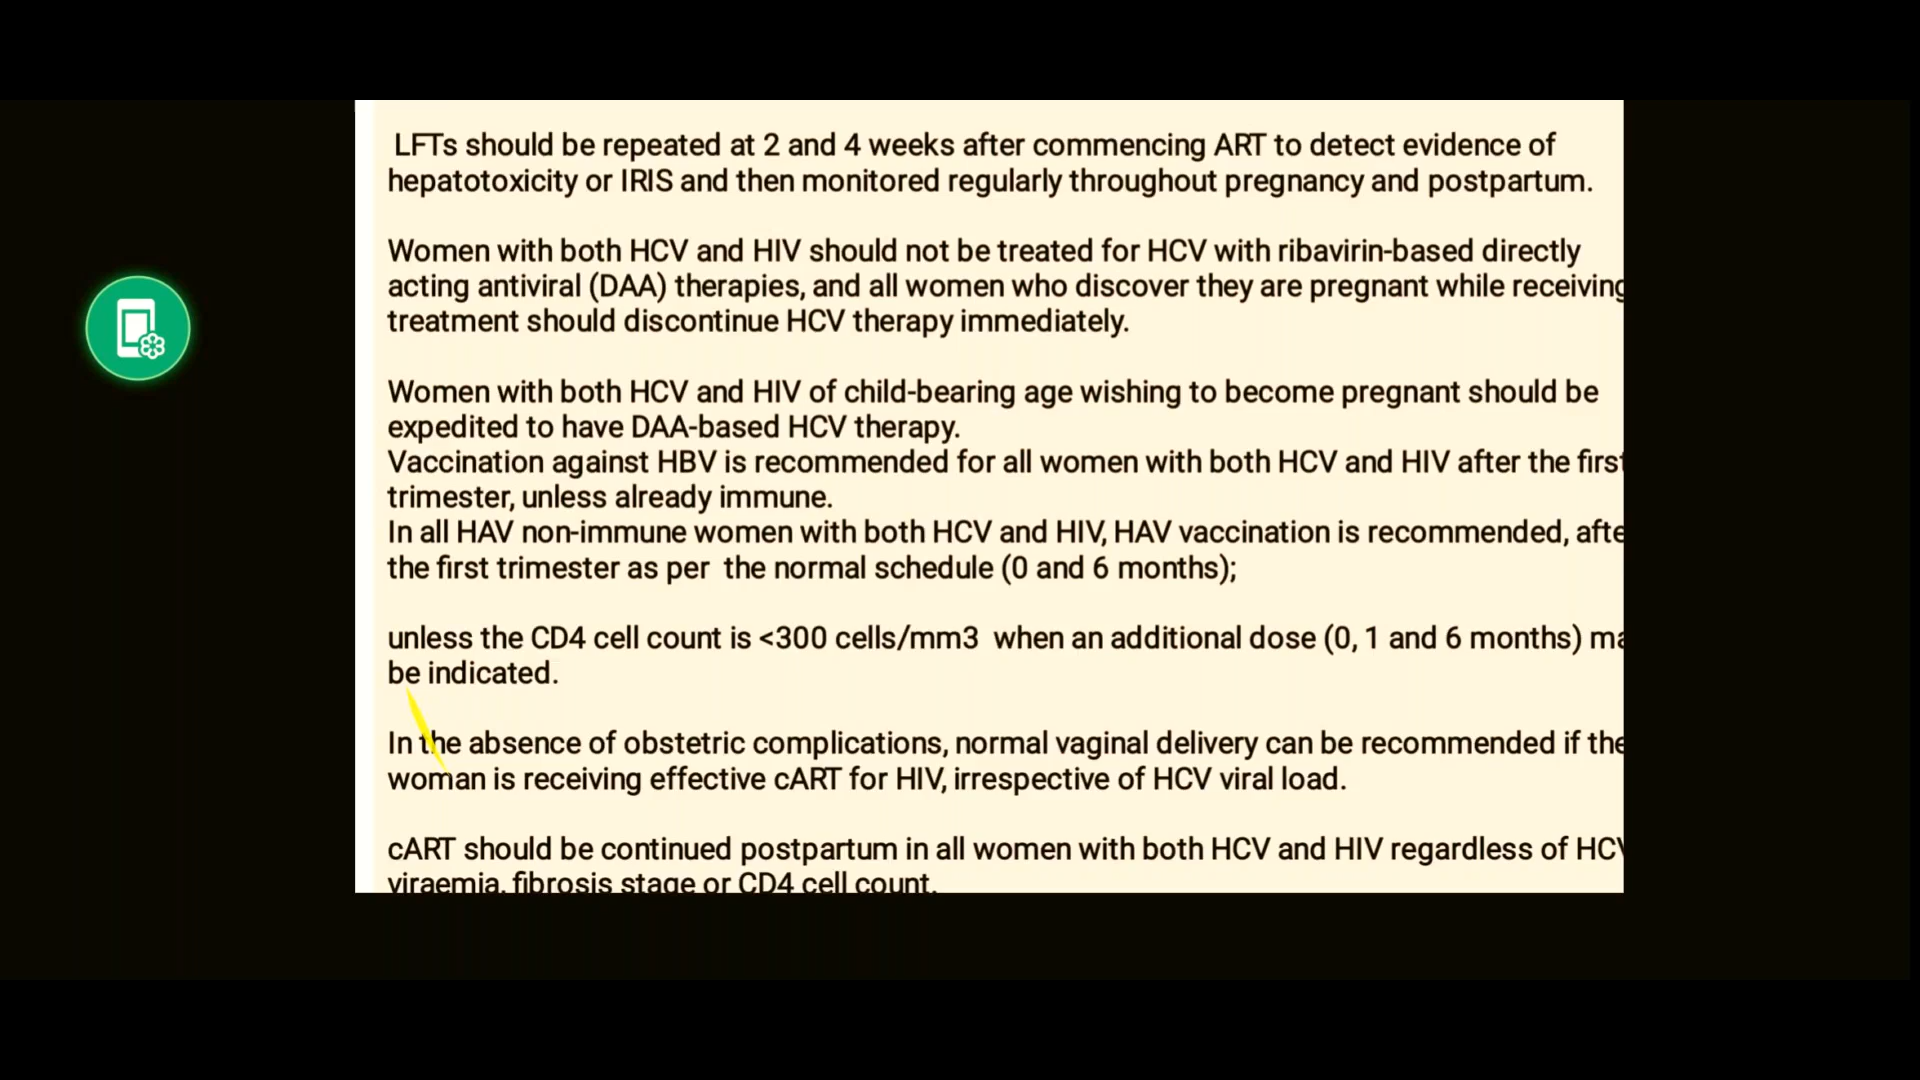 LFTs should be repeated at 2 and 4 weeks after commencing ART to detect evidence of
hepatotoxicity or IRIS and then monitored regularly throughout pregnancy and postpartum.
Women with both HCV and HIV should not be treated for HCV with ribavirin-based directly
acting antiviral (DAA) therapies, and all women who discover they are pregnant while receiving
treatment should discontinue HCV therapy immediately.
Women with both HCV and HIV of child-bearing age wishing to become pregnant should be
expedited to have DAA-based HCV therapy.
Vaccination against HBV is recommended for all women with both HCV and HIV after the first
trimester, unless already immune.
In all HAV non-immune women with both HCV and HIV, HAV vaccination is recommended, afte
the first trimester as per the normal schedule (0 and 6 months);
unless the CD4 cell count is <300 cells/mm3 when an additional dose (0, 1 and 6 months) ma
be indicated.
In the absence of obstetric complications, normal vaginal delivery can be recommended if the
woman is receiving effective cART for HIV, irrespective of HCV viral load.
cART should be continued postpartum in all women with both HCV and HIV regardless of HCV
viraemia, fibrosis stage or CD4 cell count.